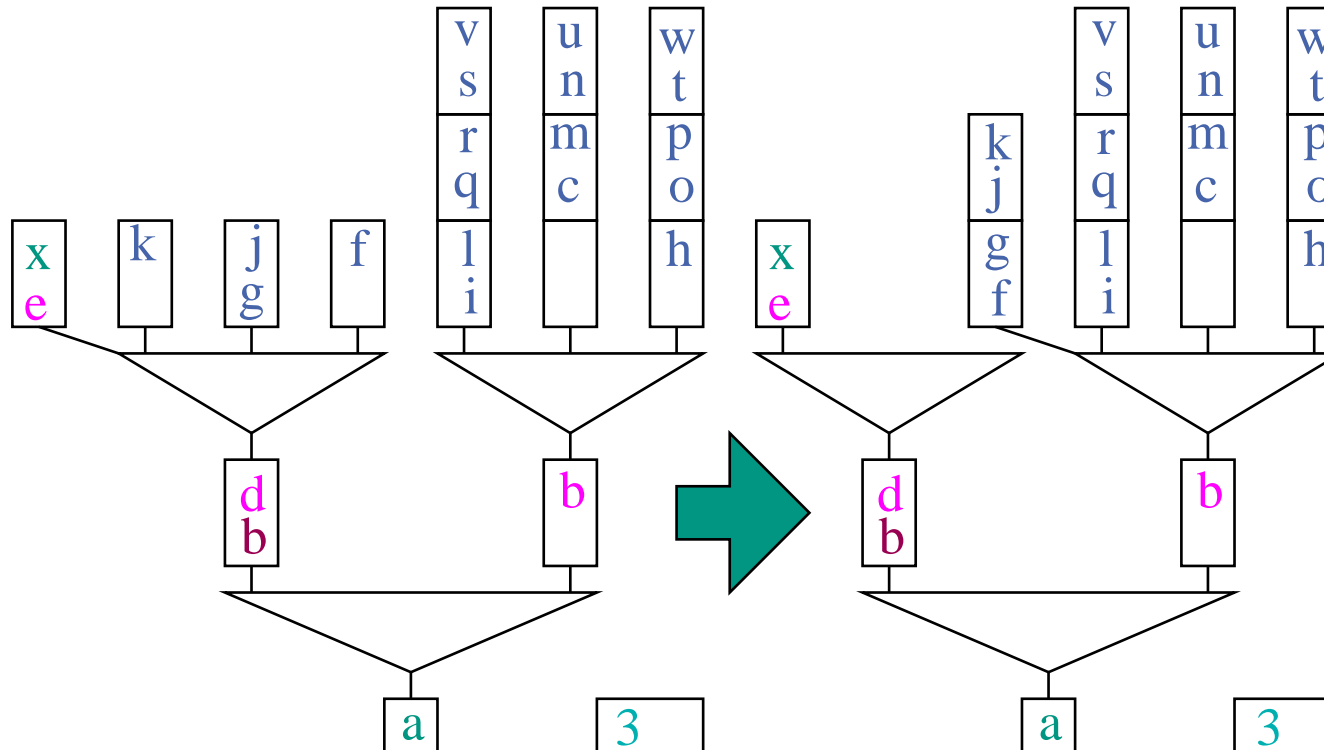 v u w v u w
s n t s n t
r m p k r m p
q c o j q c o
x k j f l h x g l h
e g i e f i
d b d b
b b
a 3 a 3